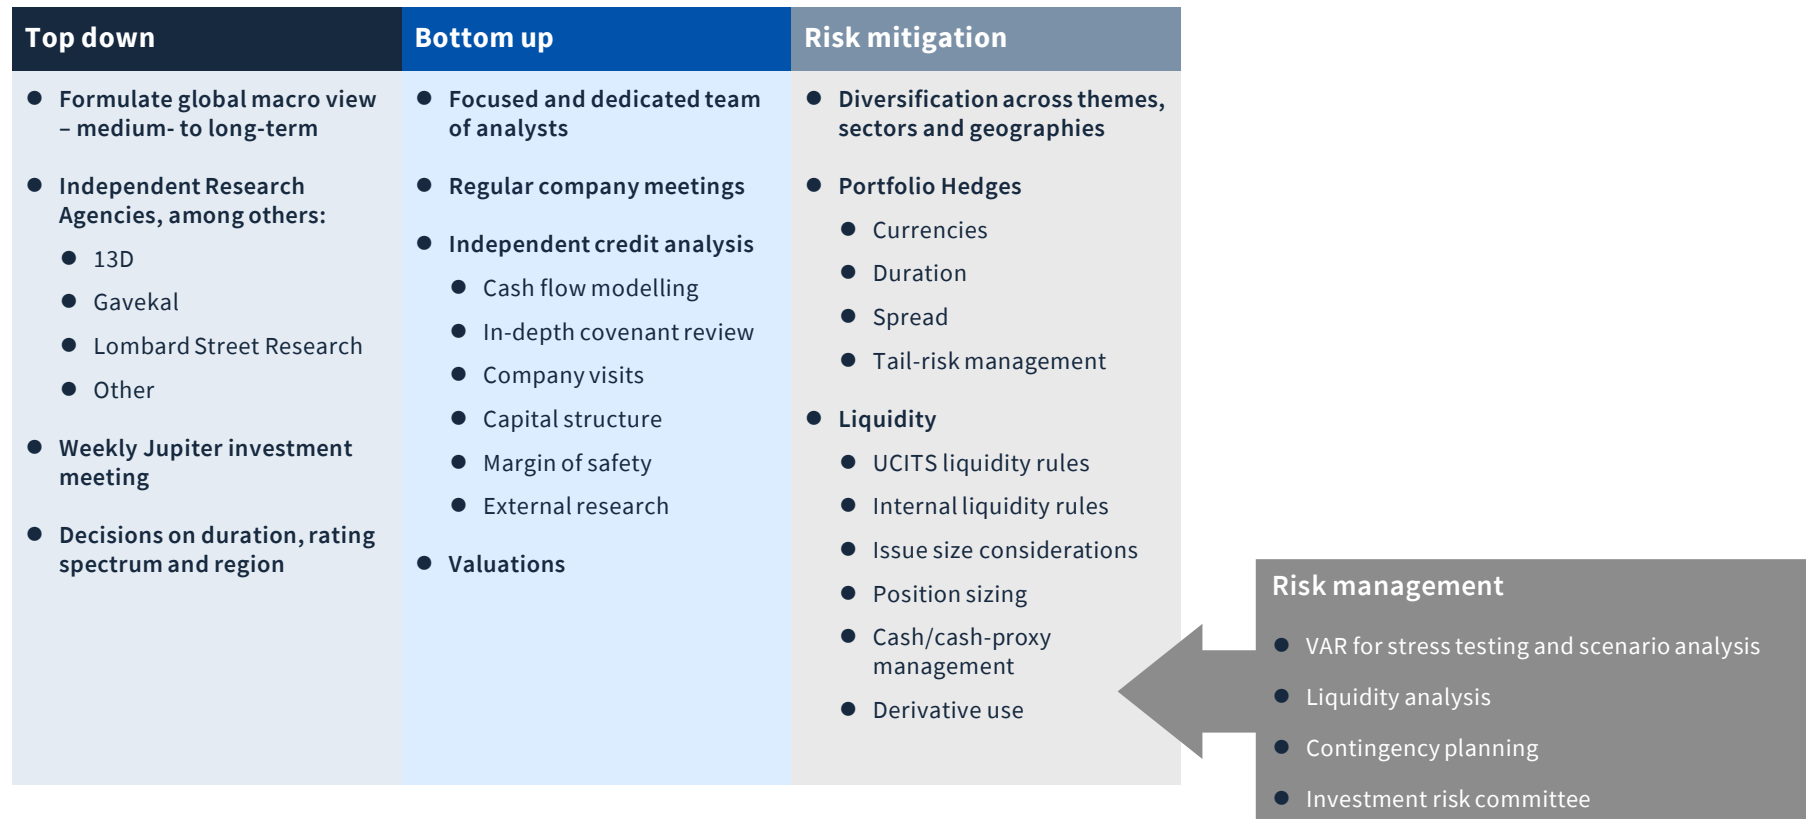 Top down
Formulate global macro view
– medium- to long-term
Independent Research
Agencies, among others:
13D
Gavekal
Lombard Street Research
Other
Weekly Jupiter investment
meeting
Decisions on duration, rating
spectrum and region
Bottom up
Focused and dedicated team
of analysts
Regular company meetings
Independent credit analysis
Cash flow modelling
In-depth covenant review
Company visits
Capital structure
Margin of safety
External research
Valuations
Risk mitigation
Diversification across themes,
sectors and geographies
Portfolio Hedges
Currencies
Duration
Spread
Tail-risk management
Liquidity
UCITS liquidity rules
Internal liquidity rules
Issue size considerations
Position sizing
Cash/cash-proxy
management
Derivative use
Risk management
VAR for stress testing and scenario analysis
Liquidity analysis
Contingency planning
Investment risk committee